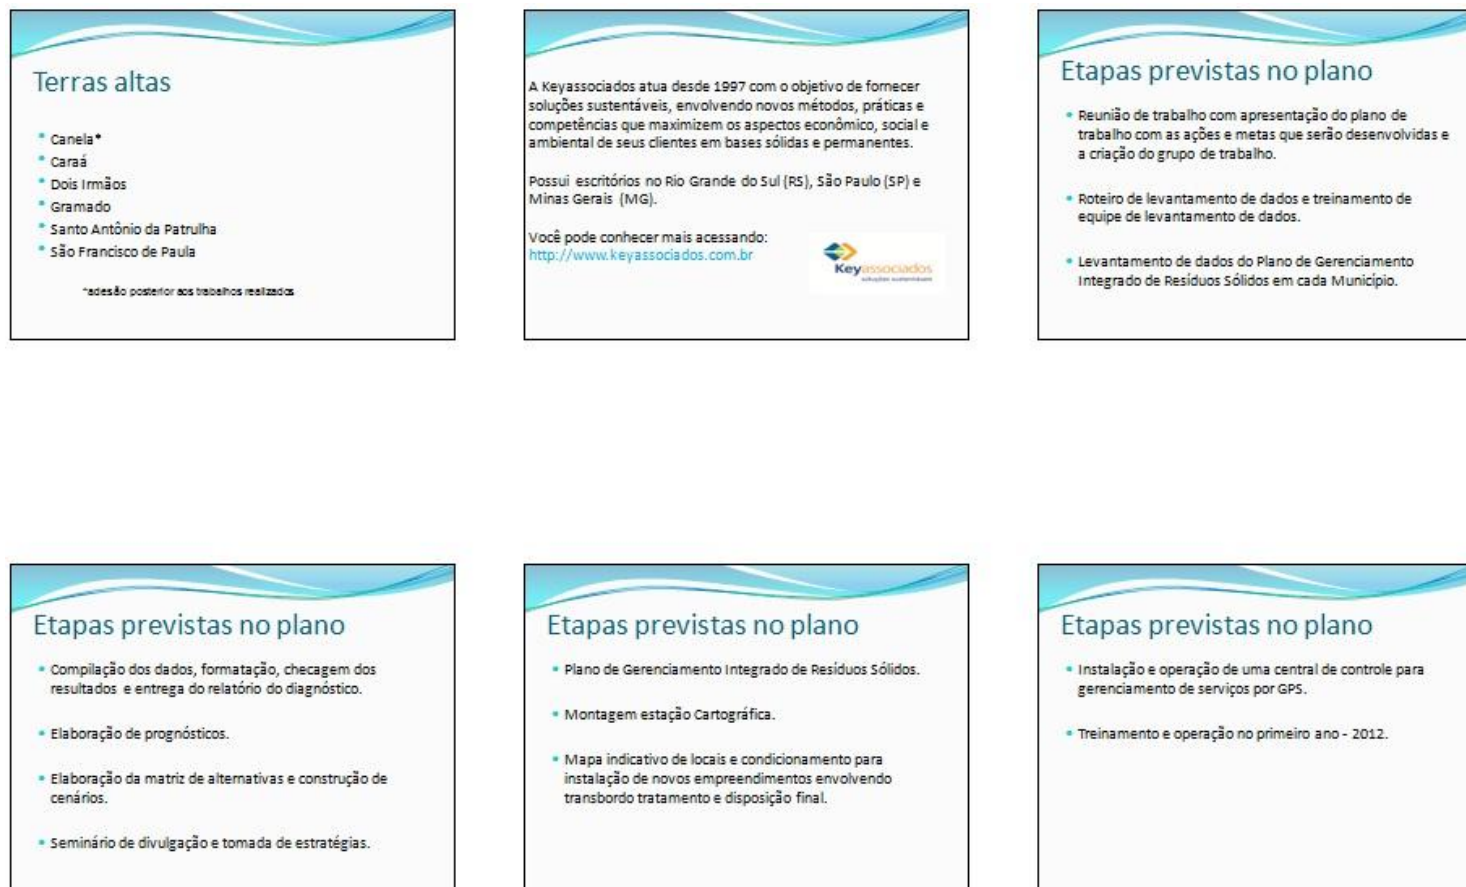 Terras altas
Canela*
Caraá
Dois Irmãos
Gramado
Santo Antônio da Patrulha
São Francisco de Paula
*adesão posterior aos trabalhos realizados
A Keyassociados atua desde 1997 com o objetivo de fornecer
soluções sustentáveis, envolvendo novos métodos, práticas e
competências que maximizem os aspectos econômico, social e
ambiental de seus clientes em bases sólidas e permanentes.
Possui escritórios no Rio Grande do Sul (RS), São Paulo (SP) e
Minas Gerais (MG).
Você pode conhecer mais acessando:
http://www.keyassociados.com.br
Keyassociados
soluções sustentáveis
Etapas previstas no plano
Reunião de trabalho com apresentação do plano de
trabalho com as ações e metas que serão desenvolvidas e
a criação do grupo de trabalho.
Roteiro de levantamento de dados e treinamento de
equipe de levantamento de dados.
Levantamento de dados do Plano de Gerenciamento
Integrado de Resíduos Sólidos em cada Município.
Etapas previstas no plano
Compilação dos dados, formatação, checagem dos
resultados e entrega do relatório do diagnóstico.
Elaboração de prognósticos.
Elaboração da matriz de alternativas e construção de
cenários.
Seminário de divulgação e tomada de estratégias.
Etapas previstas no plano
Plano de Gerenciamento Integrado de Resíduos Sólidos.
Montagem estação Cartográfica.
Mapa indicativo de locais e condicionamento para
instalação de novos empreendimentos envolvendo
transbordo tratamento e disposição final.
Etapas previstas no plano
Instalação e operação de uma central de controle para
gerenciamento de serviços por GPS.
Treinamento e operação no primeiro ano - 2012.